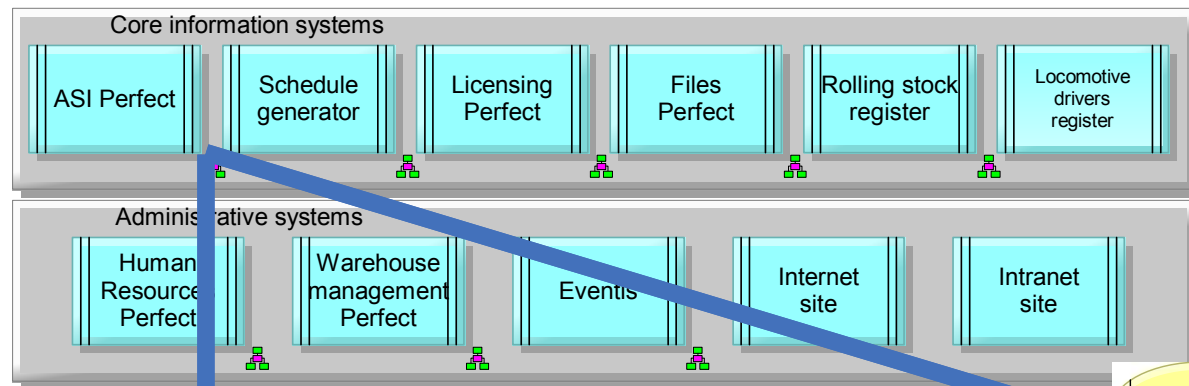 Core information systems
ASI Perfect
Schedule
generator
Licensing
Perfect
Files
Perfect
Rolling stock
register
Locomotive
drivers
register
Administrative systems
Human
Resources
Perfect
Warehouse
management
Perfect
Eventis
Internet
site
Intranet
site